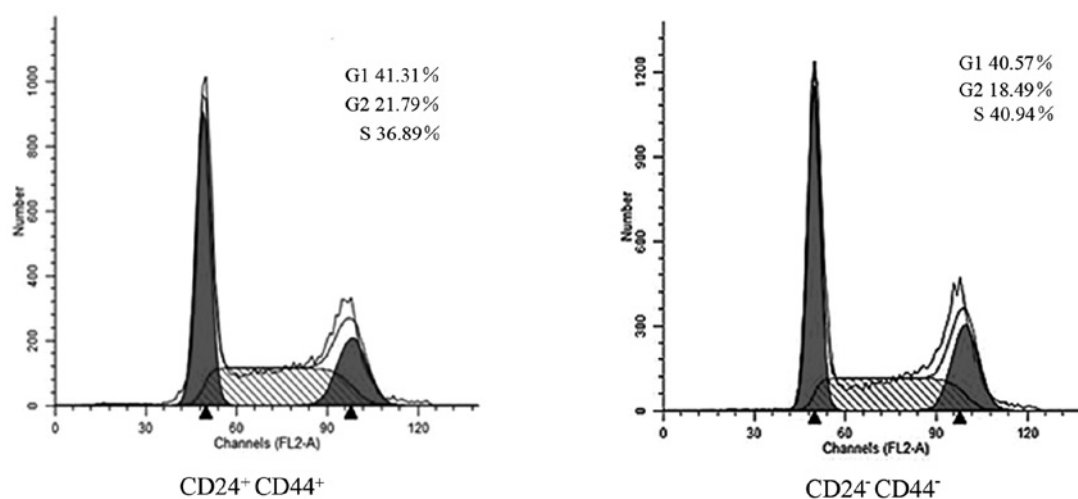 G1 41.31%
G2 21.79%
S 36.89%
Number
0 200 400 600 800 1000
0 30 60 90 120
Channels (FL2-A)
CD24⁺ CD44⁺
G1 40.57%
G2 18.49%
S 40.94%
Number
0 300 600 900 1200
0 30 60 90 120
Channels (FL2-A)
CD24⁻ CD44⁻